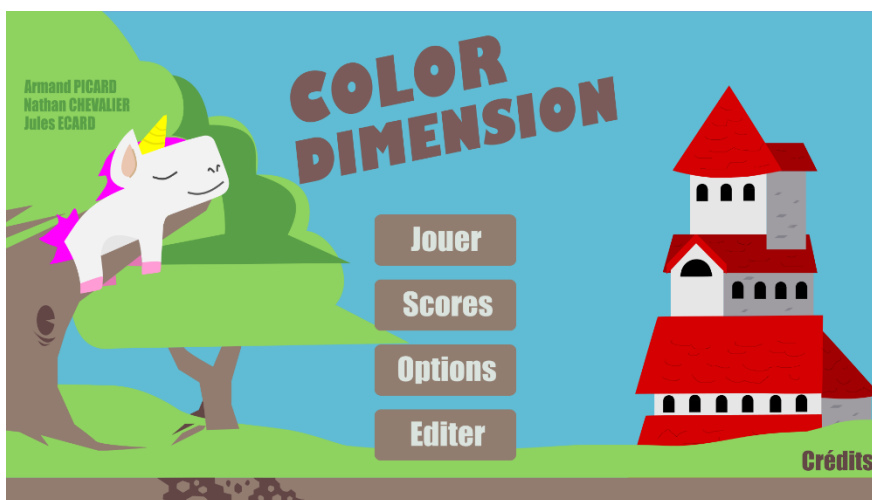 Armand PICARD
Nathan CHEVALIER
Jules ECARD
COLOR
DIMENSION
Jouer
Scores
Options
Editer
Crédits